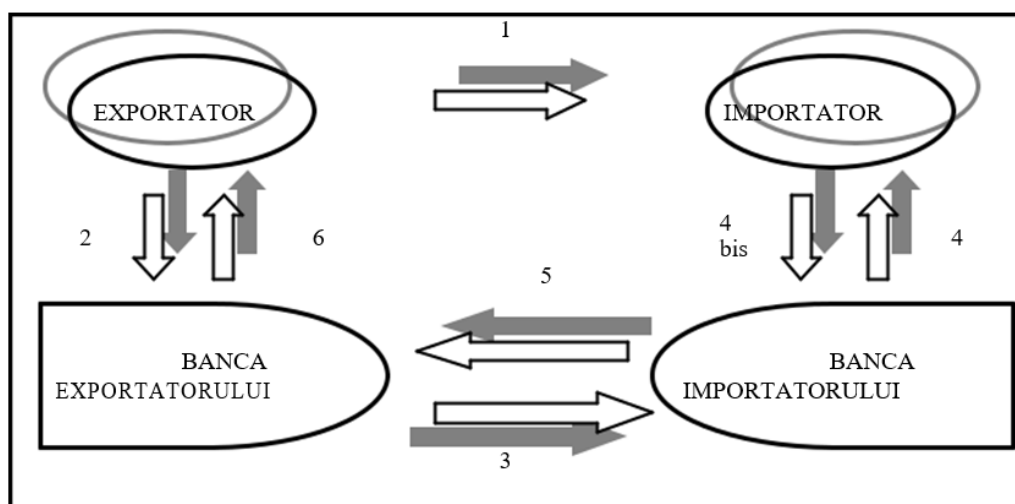 1
EXPORTATOR
IMPORTATOR
2
6
4
bis
4
5
BANCA
EXPORTATORULUI
BANCA
IMPORTATORULUI
3